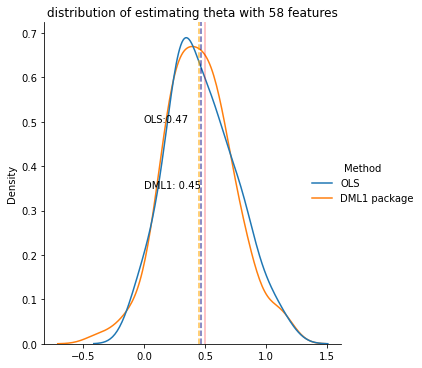 distribution of estimating theta with 58 features
0.7
0.6
0.5
OLS:0.47
0.4
DML1: 0.45
0.3
0.2
0.1
0.0
Density
−0.5 0.0 0.5 1.0 1.5
Method
OLS
DML1 package